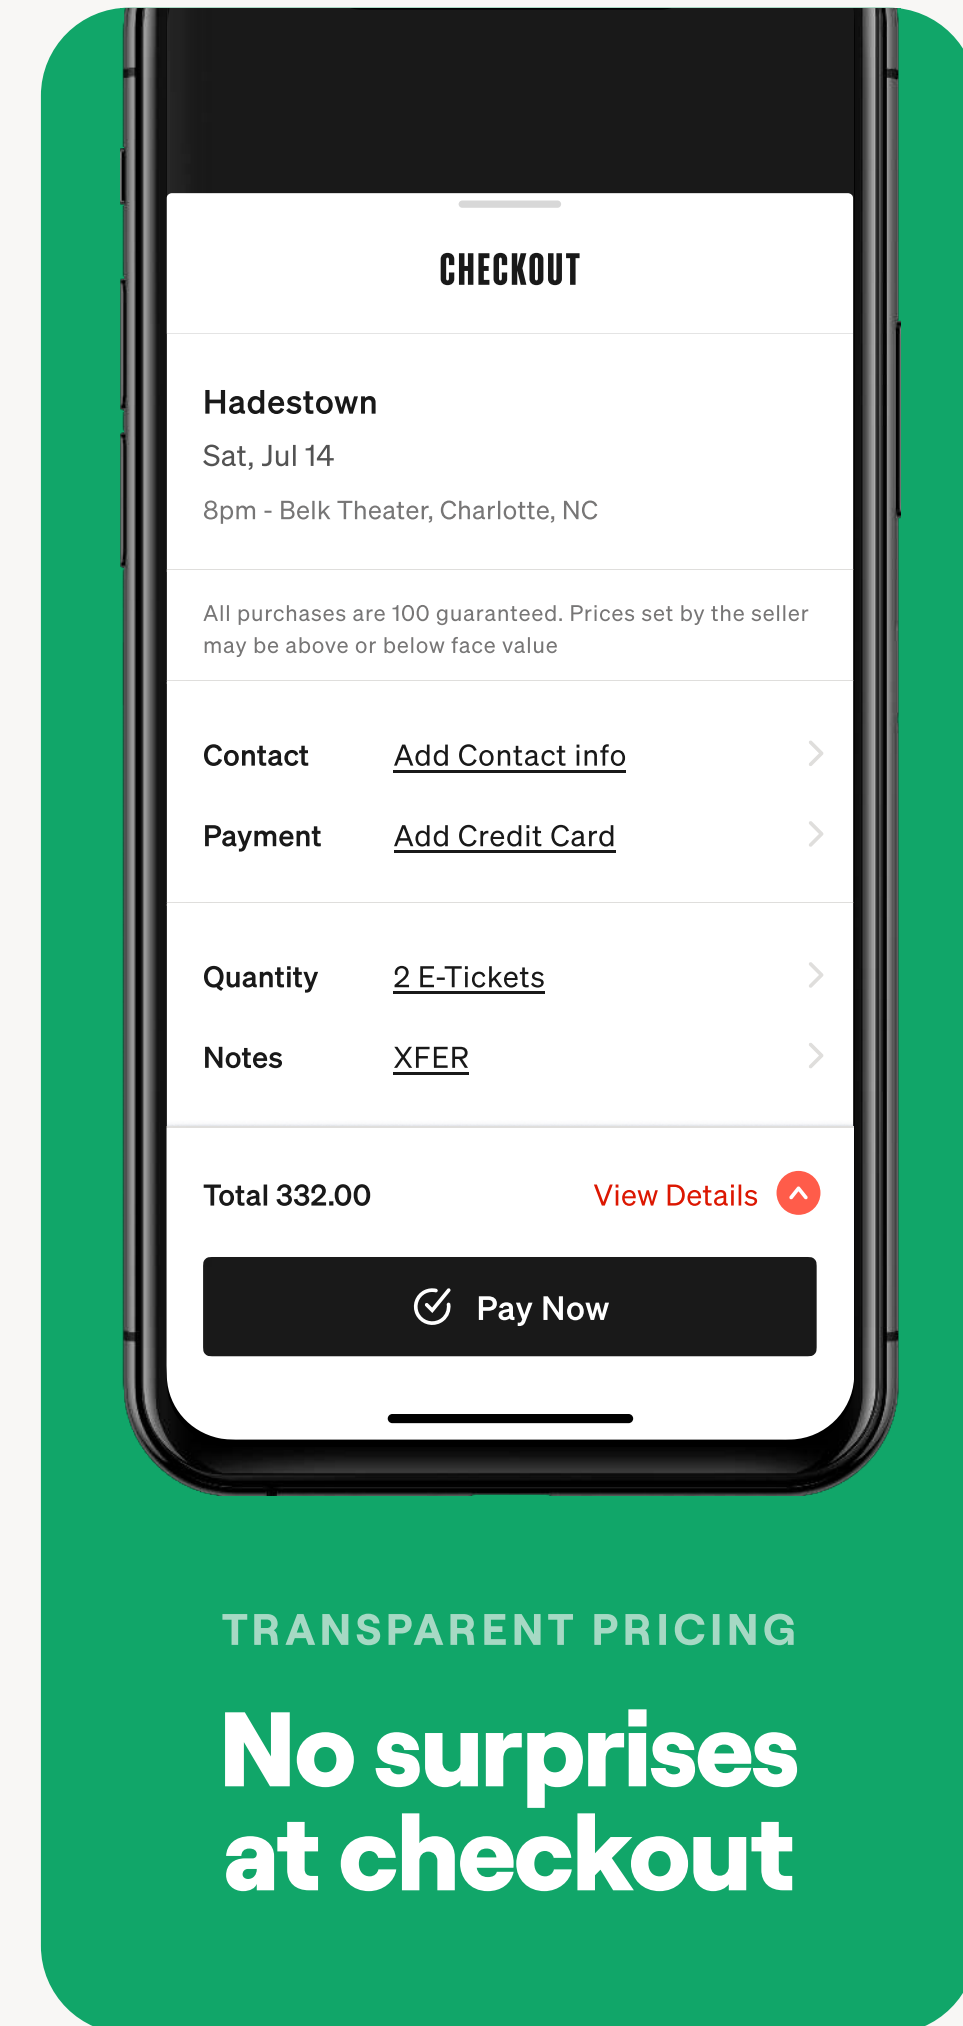 CHECKOUT
Hadestown
Sat, Jul 14
8pm - Belk Theater, Charlotte, NC
All purchases are 100 guaranteed. Prices set by the seller
may be above or below face value
Contact Add Contact info
Payment Add Credit Card
Quantity 2 E-Tickets
Notes XFER
Total 332.00 View Details
Pay Now
TRANSPARENT PRICING
No surprises
at checkout